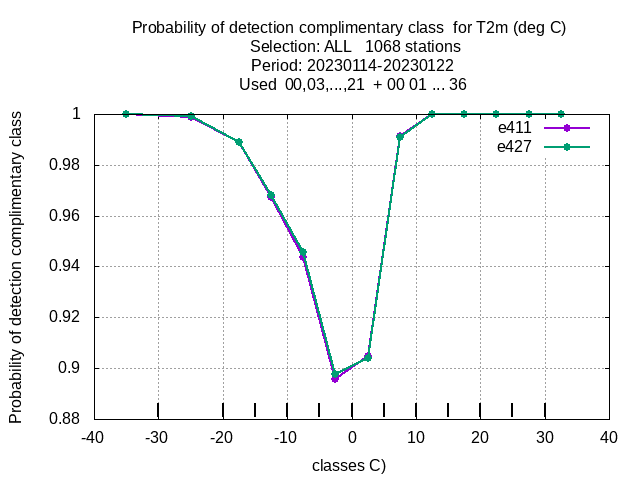 Probability of detection complimentary class  for T2m (deg C)
Selection: ALL   1068 stations
Period: 20230114-20230122
Used  00,03,...,21  + 00 01 ... 36
Probability of detection complimentary class
1
0.98
0.96
0.94
0.92
0.9
0.88
e411
e427
-40 -30 -20 -10 0 10 20 30 40
classes C)